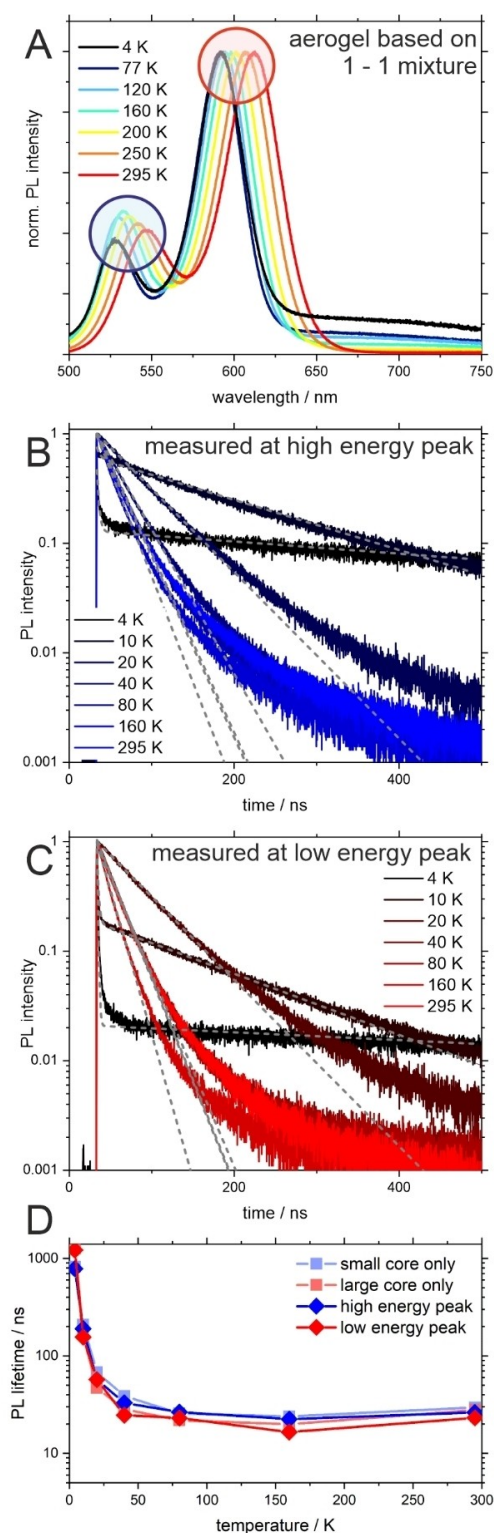 A
aerogel based on
1 - 1 mixture
4 K
77 K
120 K
160 K
200 K
250 K
295 K
norm. PL intensity
500 550 600 650 700 750
wavelength / nm
B
measured at high energy peak
1
0.1
0.01
0.001
PL intensity
4 K
10 K
20 K
40 K
80 K
160 K
295 K
0 200 400
time / ns
C
measured at low energy peak
1
0.1
0.01
0.001
PL intensity
4 K
10 K
20 K
40 K
80 K
160 K
295 K
0 200 400
time / ns
D
1000
100
10
PL lifetime / ns
small core only
large core only
high energy peak
low energy peak
0 50 100 150 200 250 300
temperature / K